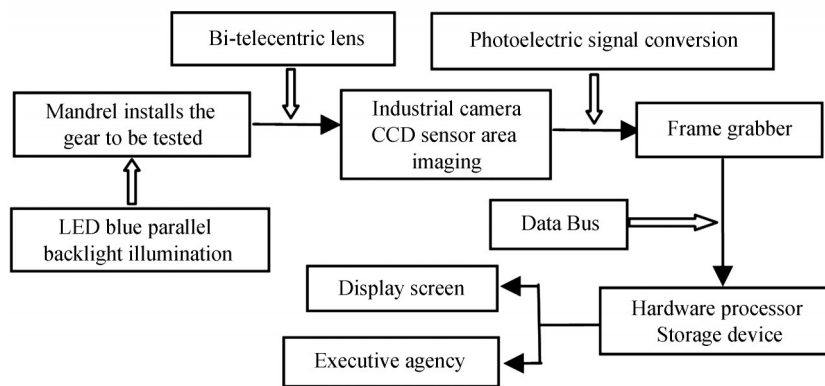 Bi-telecentric lens
Photoelectric signal conversion
Mandrel installs the
gear to be tested
Industrial camera
CCD sensor area
imaging
Frame grabber
LED blue parallel
backlight illumination
Data Bus
Display screen
Hardware processor
Storage device
Executive agency